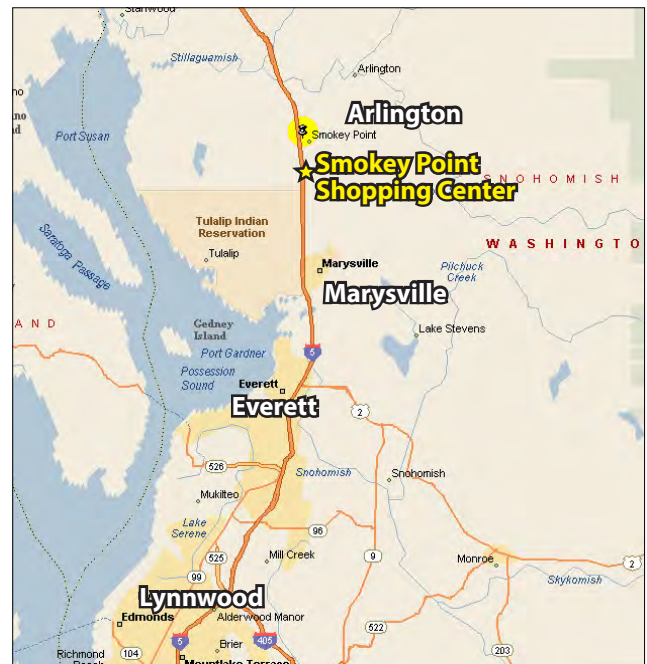 Stanwood
Stillaguamish
Arlington
Arlington
Port Susan
Smokey Point
Smokey Point
Shopping Center
SNOHOMISH
Tulalip Indian
Reservation
Tulalip
WASHINGTO
Saratoga
Passage
Marysville
Marysville
Pilchuck
Creek
AND
Gedney
Island
Lake Stevens
5
Port Gardner
Possession
Sound
Everett
Everett
2
526
Snohomish
Snohomish
Mukilteo
Lake
Serene
96
525
Mill Creek
9
Monroe
2
99
Skykomish
Lynnwood
Edmonds
Alderwood Manor
522
5
405
Brier
104
203
Richmond
Mountlake Terrace